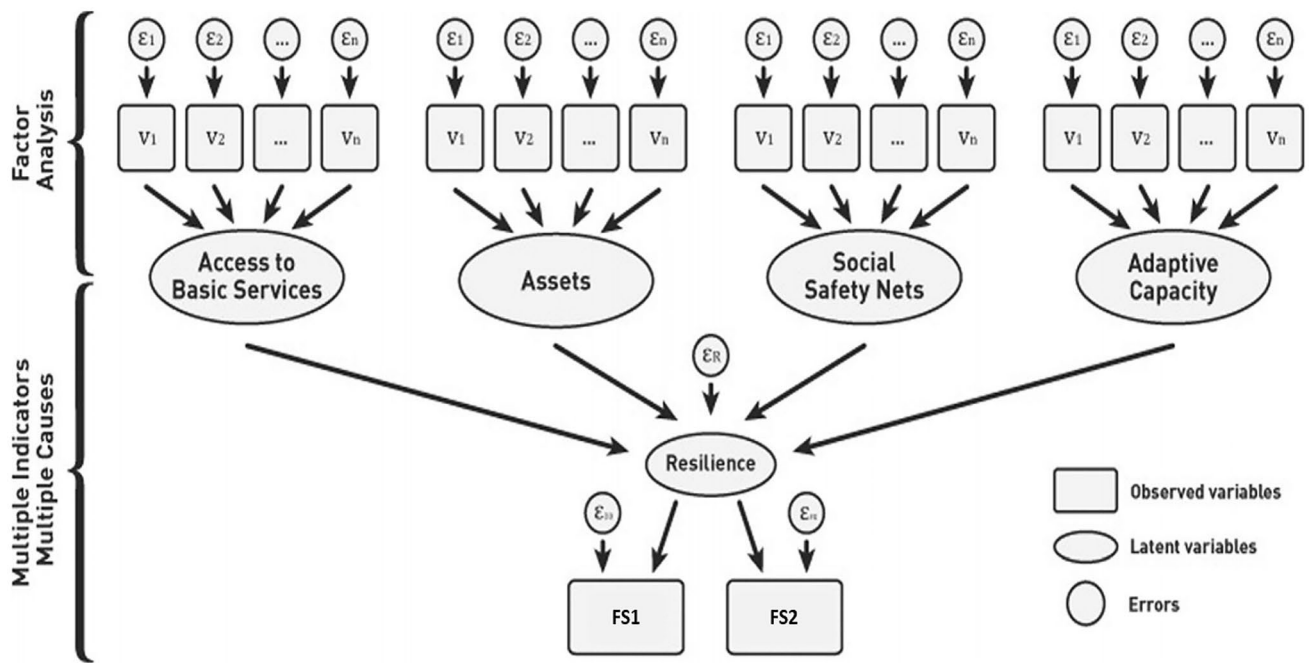 Factor
Analysis
ε1 ε2 ... εn ε1 ε2 ... εn ε1 ε2 ... εn ε1 ε2 ... εn
V1 V2 ... Vn V1 V2 ... Vn V1 V2 ... Vn V1 V2 ... Vn
Access to
Basic Services
Assets
Social
Safety Nets
Adaptive
Capacity
Multiple Indicators
Multiple Causes
εR
Resilience
ε
ε
FS1
FS2
Observed variables
Latent variables
Errors